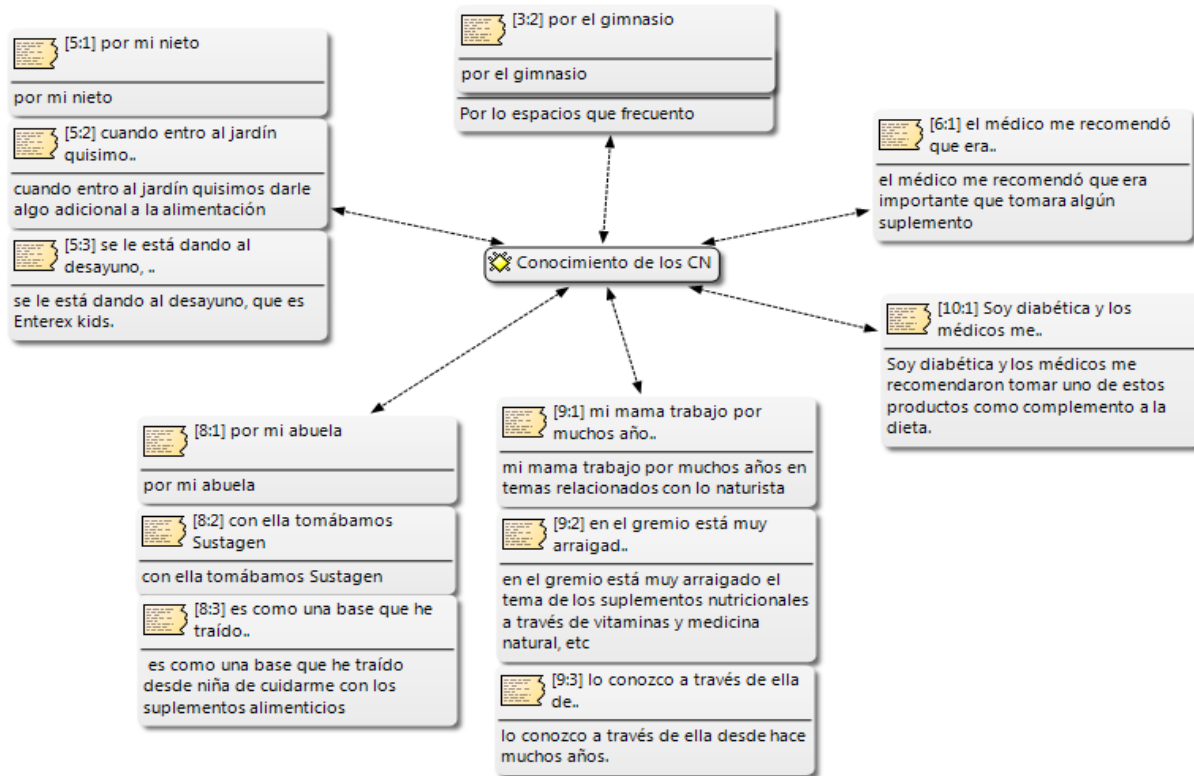 [5:1] por mi nieto
por mi nieto
[5:2] cuando entro al jardín
quisimo..
cuando entro al jardín quisimos darle
algo adicional a la alimentación
[5:3] se le está dando al
desayuno, ..
se le está dando al desayuno, que es
Enterex kids.
[3:2] por el gimnasio
por el gimnasio
Por lo espacios que frecuento
[6:1] el médico me recomendó
que era..
el médico me recomendó que era
importante que tomara algún
suplemento
Conocimiento de los CN
[10:1] Soy diabética y los
médicos me..
Soy diabética y los médicos me
recomendaron tomar uno de estos
productos como complemento a la
dieta.
[8:1] por mi abuela
por mi abuela
[8:2] con ella tomábamos
Sustagen
con ella tomábamos Sustagen
[8:3] es como una base que he
traído..
es como una base que he traído
desde niña de cuidarme con los
suplementos alimenticios
[9:1] mi mama trabajo por
muchos año..
mi mama trabajo por muchos años en
temas relacionados con lo naturista
[9:2] en el gremio está muy
arraigad..
en el gremio está muy arraigado el
tema de los suplementos nutricionales
a través de vitaminas y medicina
natural, etc
[9:3] lo conozco a través de ella
de..
lo conozco a través de ella desde hace
muchos años.